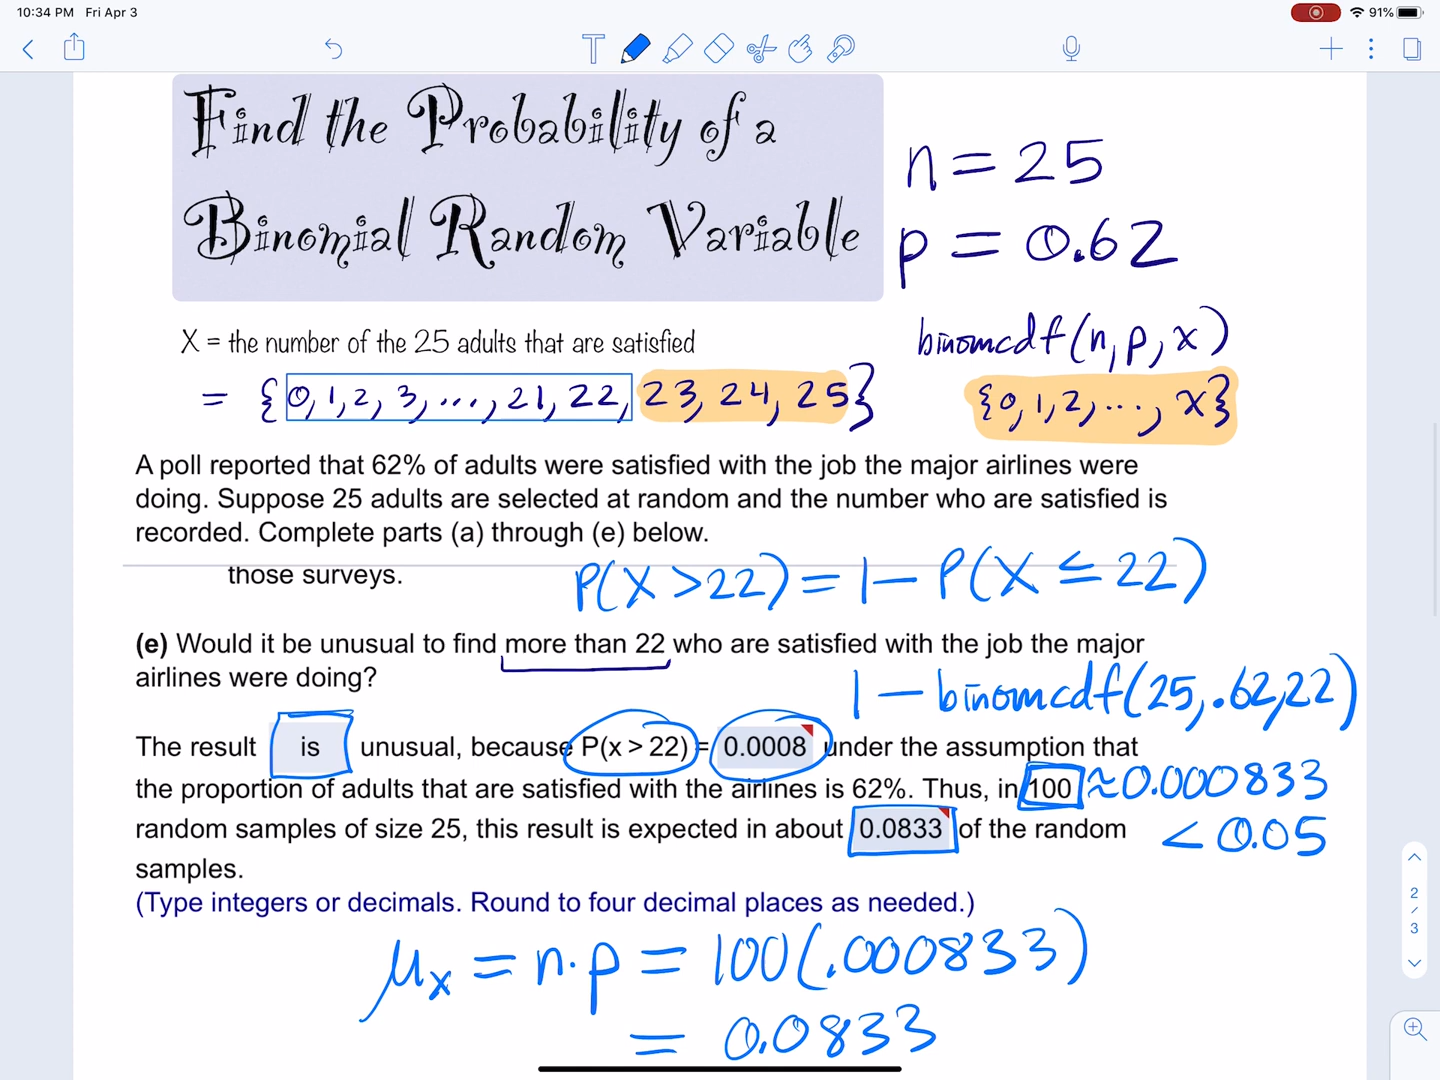 10:34 PM Fri Apr 3
91%
Find the Probability of a
Binomial Random Variable
n = 25
p = 0.62
X = the number of the 25 adults that are satisfied
= {0, 1, 2, 3, ..., 21, 22, 23, 24, 25}
binomcdf(n, p, x)
{0, 1, 2, ..., x}
A poll reported that 62% of adults were satisfied with the job the major airlines were
doing. Suppose 25 adults are selected at random and the number who are satisfied is
recorded. Complete parts (a) through (e) below.
those surveys.
P(X > 22) = 1 - P(X ≤ 22)
(e) Would it be unusual to find more than 22 who are satisfied with the job the major
airlines were doing?
1 - binomcdf(25, .62, 22)
The result is unusual, because P(x > 22) = 0.0008 under the assumption that
the proportion of adults that are satisfied with the airlines is 62%. Thus, in 100
≈ 0.000833
random samples of size 25, this result is expected in about 0.0833 of the random
< 0.05
samples.
(Type integers or decimals. Round to four decimal places as needed.)
μx = n·p = 100(.000833)
= 0.0833
2
/
3